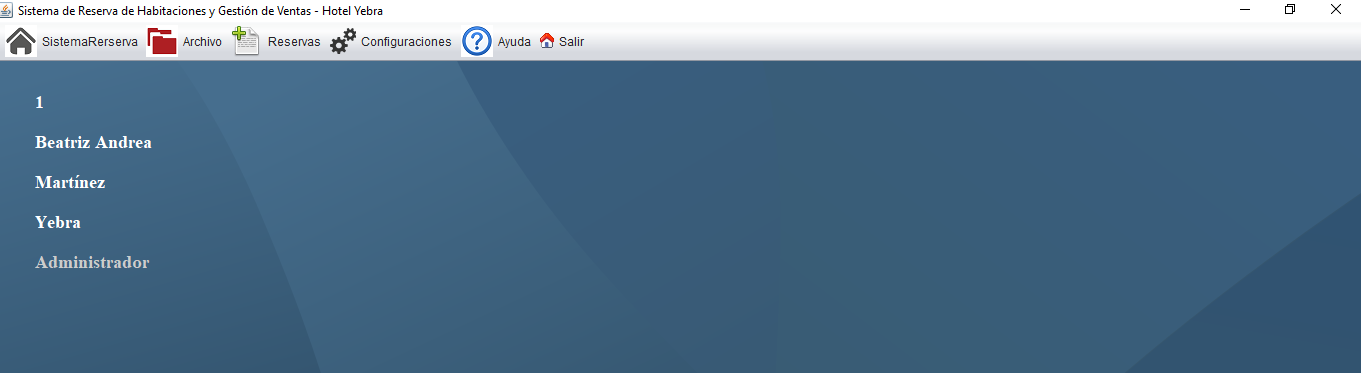 Sistema de Reserva de Habitaciones y Gestión de Ventas - Hotel Yebra
SistemaRerserva Archivo Reservas Configuraciones Ayuda Salir
1
Beatriz Andrea
Martínez
Yebra
Administrador